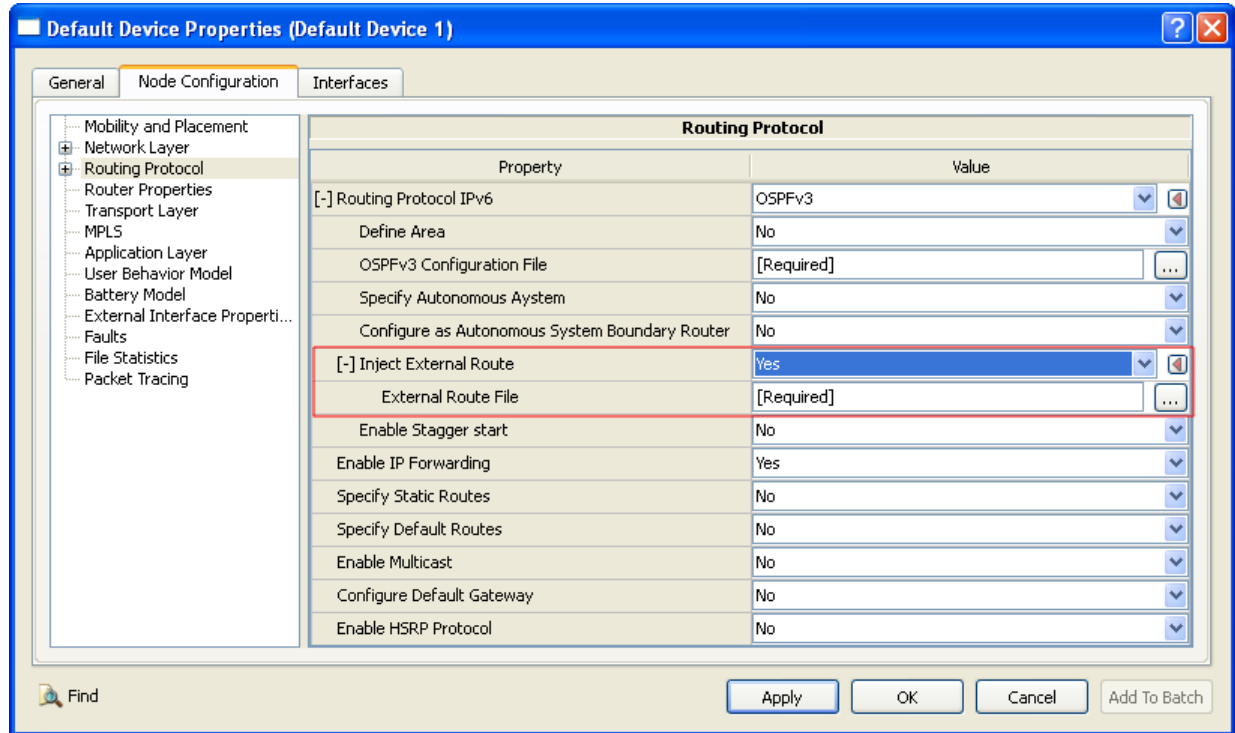 Default Device Properties (Default Device 1)
General Node Configuration Interfaces
Mobility and Placement
Network Layer
Routing Protocol
Router Properties
Transport Layer
MPLS
Application Layer
User Behavior Model
Battery Model
External Interface Properti...
Faults
File Statistics
Packet Tracing
Routing Protocol
Property Value
[-] Routing Protocol IPv6 OSPFv3
Define Area No
OSPFv3 Configuration File [Required] ...
Specify Autonomous Aystem No
Configure as Autonomous System Boundary Router No
[-] Inject External Route Yes
External Route File [Required] ...
Enable Stagger start No
Enable IP Forwarding Yes
Specify Static Routes No
Specify Default Routes No
Enable Multicast No
Configure Default Gateway No
Enable HSRP Protocol No
Find Apply OK Cancel Add To Batch